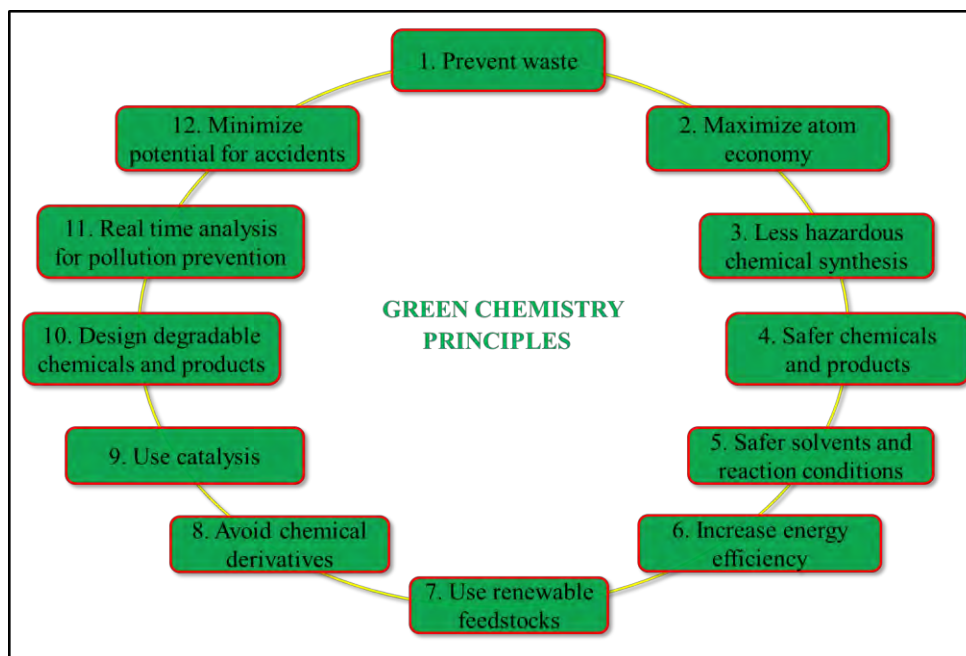 1. Prevent waste
2. Maximize atom
economy
3. Less hazardous
chemical synthesis
4. Safer chemicals
and products
5. Safer solvents and
reaction conditions
6. Increase energy
efficiency
7. Use renewable
feedstocks
8. Avoid chemical
derivatives
9. Use catalysis
10. Design degradable
chemicals and products
11. Real time analysis
for pollution prevention
12. Minimize
potential for accidents
GREEN CHEMISTRY
PRINCIPLES